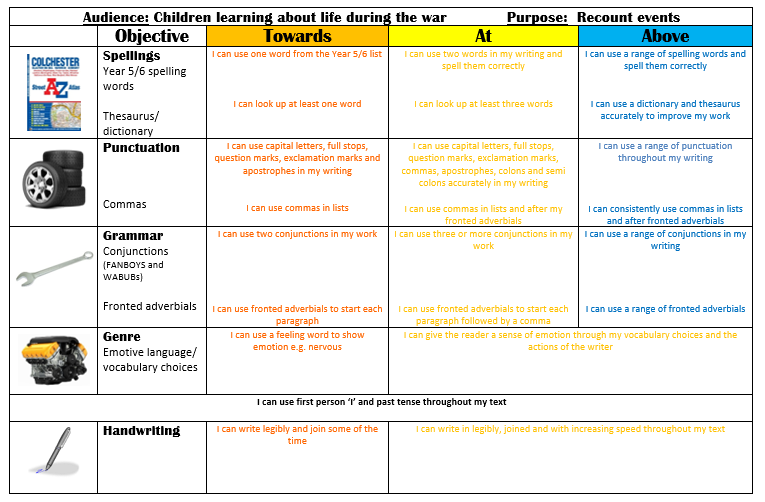 Audience: Children learning about life during the war Purpose: Recount events
Objective Towards At Above
COLCHESTER
Street AZ Atlas
Spellings
Year 5/6 spelling
words
Thesaurus/
dictionary
I can use one word from the Year 5/6 list
I can look up at least one word
I can use two words in my writing and
spell them correctly
I can look up at least three words
I can use a range of spelling words and
spell them correctly
I can use a dictionary and thesaurus
accurately to improve my work
Punctuation
Commas
I can use capital letters, full stops,
question marks, exclamation marks and
apostrophes in my writing
I can use commas in lists
I can use capital letters, full stops,
question marks, exclamation marks,
commas, apostrophes, colons and semi
colons accurately in my writing
I can use commas in lists and after my
fronted adverbials
I can use a range of punctuation
throughout my writing
I can consistently use commas in lists
and after fronted adverbials
Grammar
Conjunctions
(FANBOYS and
WABUBs)
Fronted adverbials
I can use two conjunctions in my work
I can use fronted adverbials to start each
paragraph
I can use three or more conjunctions in my
work
I can use fronted adverbials to start each
paragraph followed by a comma
I can use a range of conjunctions in my
writing
I can use a range of fronted adverbials
Genre
Emotive language/
vocabulary choices
I can use a feeling word to show
emotion e.g. nervous
I can give the reader a sense of emotion through my vocabulary choices and the
actions of the writer
I can use first person ‘I’ and past tense throughout my text
Handwriting
I can write legibly and join some of the
time
I can write in legibly, joined and with increasing speed throughout my text